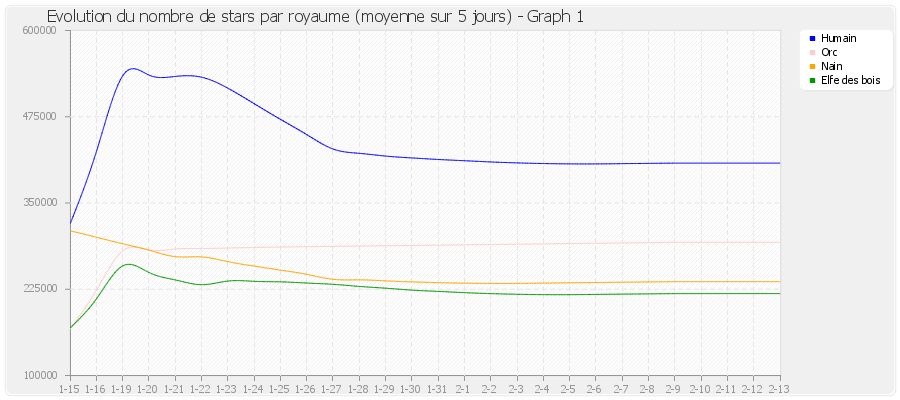 Evolution du nombre de stars par royaume (moyenne sur 5 jours) - Graph 1
600000
475000
350000
225000
100000
1-15 1-16 1-19 1-20 1-21 1-22 1-23 1-24 1-25 1-26 1-27 1-28 1-29 1-30 1-31 2-1 2-2 2-3 2-4 2-5 2-6 2-7 2-8 2-9 2-10 2-11 2-12 2-13
Humain
Orc
Nain
Elfe des bois